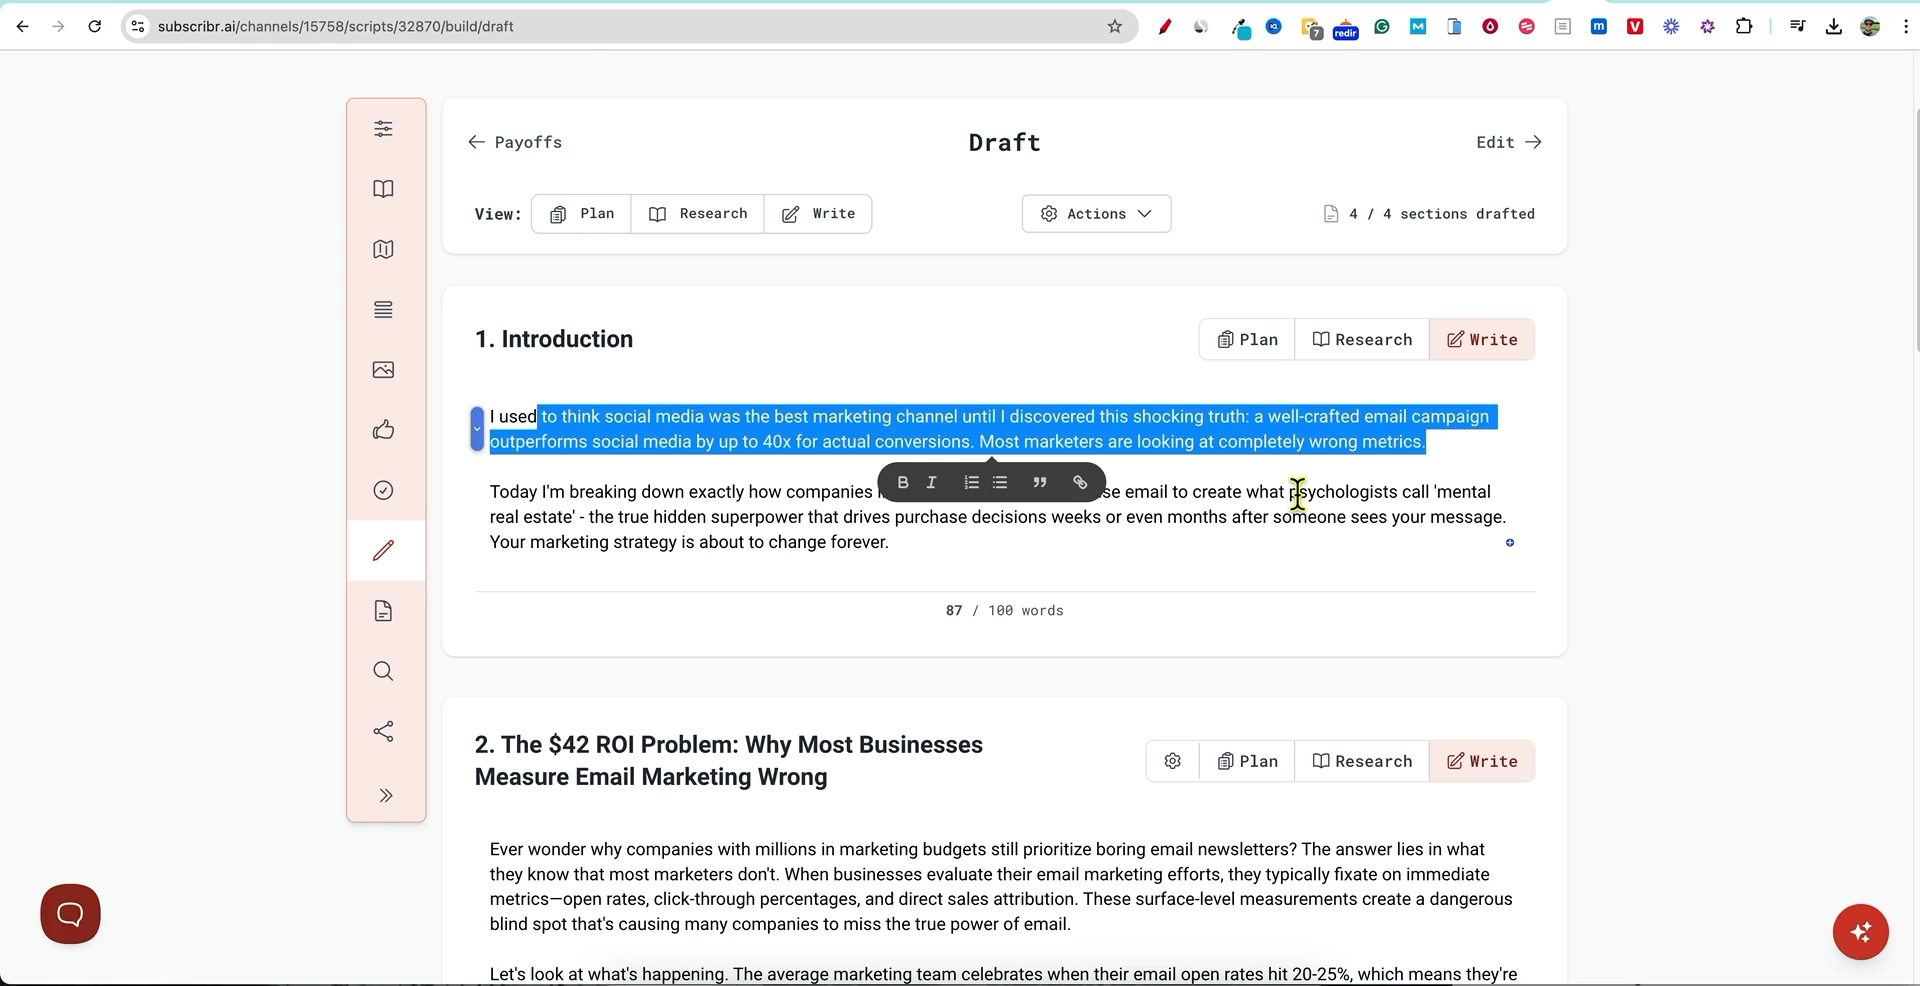 subscribr.ai/channels/15758/scripts/32870/build/draft
7
redir
Payoffs
Draft
Edit
View:
Plan
Research
Write
Actions
4 / 4 sections drafted
1. Introduction
Plan
Research
Write
I used to think social media was the best marketing channel until I discovered this shocking truth: a well-crafted email campaign
outperforms social media by up to 40x for actual conversions. Most marketers are looking at completely wrong metrics.
Today I'm breaking down exactly how companies email to create what psychologists call 'mental
real estate' - the true hidden superpower that drives purchase decisions weeks or even months after someone sees your message.
Your marketing strategy is about to change forever.
87 / 100 words
2. The $42 ROI Problem: Why Most Businesses
Measure Email Marketing Wrong
Plan
Research
Write
Ever wonder why companies with millions in marketing budgets still prioritize boring email newsletters? The answer lies in what
they know that most marketers don't. When businesses evaluate their email marketing efforts, they typically fixate on immediate
metrics—open rates, click-through percentages, and direct sales attribution. These surface-level measurements create a dangerous
blind spot that's causing many companies to miss the true power of email.
Let's look at what's happening. The average marketing team celebrates when their email open rates hit 20-25%, which means they're